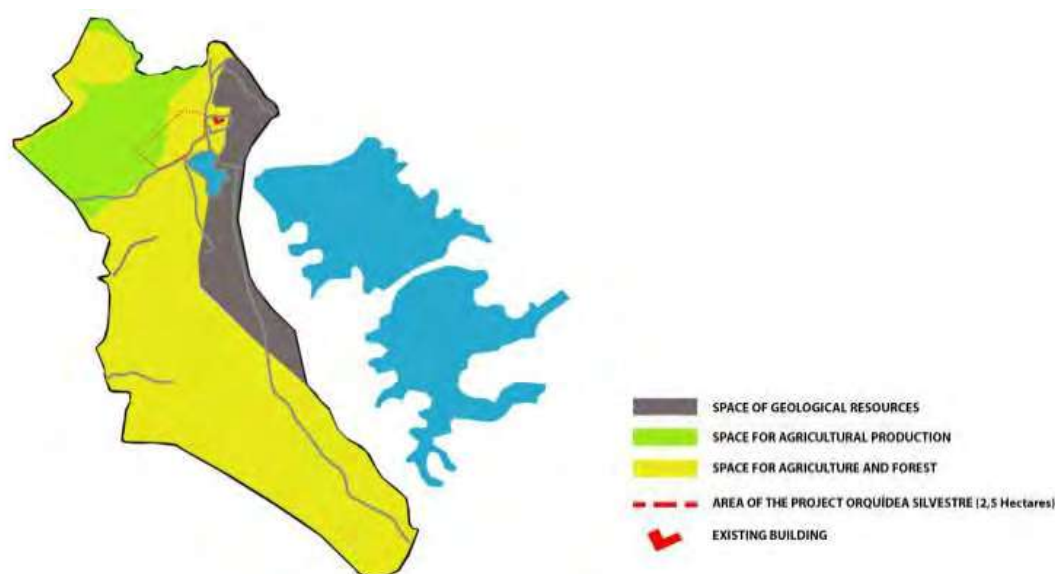 SPACE OF GEOLOGICAL RESOURCES
SPACE FOR AGRICULTURAL PRODUCTION
SPACE FOR AGRICULTURE AND FOREST
AREA OF THE PROJECT ORQUÍDEA SILVESTRE (2,5 Hectares)
EXISTING BUILDING